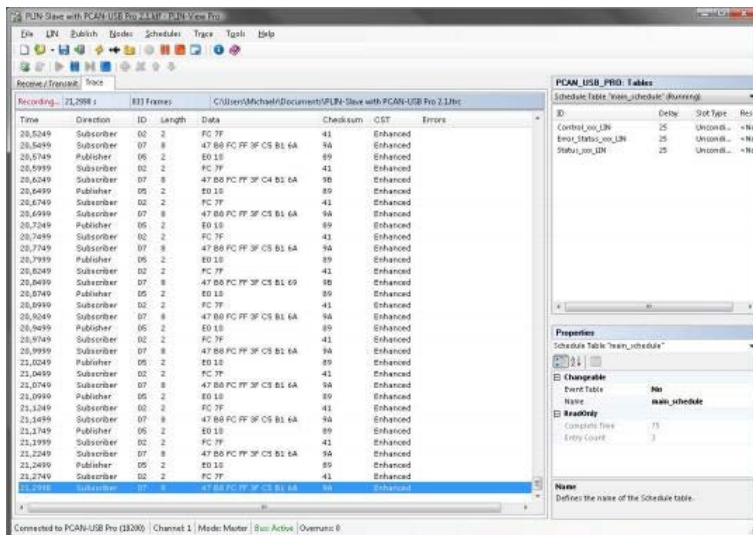 PLIN-Slave with PCAN-USB Pro 2.1.ltf - PLIN-View Pro
File LIN Publish Nodes Schedulers Trace Tools Help
Receive / Transmit Trace
Recording... 21,2998 s 833 Frames C:\Users\Michaelr\Documents\PLIN-Slave with PCAN-USB Pro 2.1.ltrc
Time Direction ID Length Data Checksum CST Errors
20,5249 Subscriber 02 2 FC 7F 41 Enhanced
20,5499 Subscriber 07 8 47 B8 FC FF 3F C5 B1 6A 9A Enhanced
20,5749 Publisher 05 2 E0 10 89 Enhanced
20,5999 Subscriber 02 2 FC 7F 41 Enhanced
20,6249 Subscriber 07 8 47 B8 FC FF 3F C4 B1 6A 9B Enhanced
20,6499 Publisher 05 2 E0 10 89 Enhanced
20,6749 Subscriber 02 2 FC 7F 41 Enhanced
20,6999 Subscriber 07 8 47 B8 FC FF 3F C5 B1 6A 9A Enhanced
20,7249 Publisher 05 2 E0 10 89 Enhanced
20,7499 Subscriber 02 2 FC 7F 41 Enhanced
20,7749 Subscriber 07 8 47 B8 FC FF 3F C5 B1 6A 9A Enhanced
20,7999 Publisher 05 2 E0 10 89 Enhanced
20,8249 Subscriber 02 2 FC 7F 41 Enhanced
20,8499 Subscriber 07 8 47 B8 FC FF 3F C5 B1 69 9B Enhanced
20,8749 Publisher 05 2 E0 10 89 Enhanced
20,8999 Subscriber 02 2 FC 7F 41 Enhanced
20,9249 Subscriber 07 8 47 B8 FC FF 3F C5 B1 6A 9A Enhanced
20,9499 Publisher 05 2 E0 10 89 Enhanced
20,9749 Subscriber 02 2 FC 7F 41 Enhanced
20,9999 Subscriber 07 8 47 B8 FC FF 3F C5 B1 6A 9A Enhanced
21,0249 Publisher 05 2 E0 10 89 Enhanced
21,0499 Subscriber 02 2 FC 7F 41 Enhanced
21,0749 Subscriber 07 8 47 B8 FC FF 3F C5 B1 6A 9A Enhanced
21,0999 Publisher 05 2 E0 10 89 Enhanced
21,1249 Subscriber 02 2 FC 7F 41 Enhanced
21,1499 Subscriber 07 8 47 B8 FC FF 3F C5 B1 6A 9A Enhanced
21,1749 Publisher 05 2 E0 10 89 Enhanced
21,1999 Subscriber 02 2 FC 7F 41 Enhanced
21,2249 Subscriber 07 8 47 B8 FC FF 3F C5 B1 6A 9A Enhanced
21,2499 Publisher 05 2 E0 10 89 Enhanced
21,2749 Subscriber 02 2 FC 7F 41 Enhanced
21,2998 Subscriber 07 8 47 B8 FC FF 3F C5 B1 6A 9A Enhanced
PCAN_USB_PRO: Tables
Schedule Table "main_schedule" (Running)
ID Delay Slot Type Res
Control_xxx_LIN 25 Uncondi... <No
Error_Status_xxx_LIN 25 Uncondi... <No
Status_xxx_LIN 25 Uncondi... <No
Properties
Schedule Table "main_schedule"
Changeable
Event Table No
Name main_schedule
ReadOnly
Complete Time 75
Entry Count 3
Name
Defines the name of the Schedule table.
Connected to PCAN-USB Pro (19200) Channel: 1 Mode: Master Bus: Active Overruns: 0